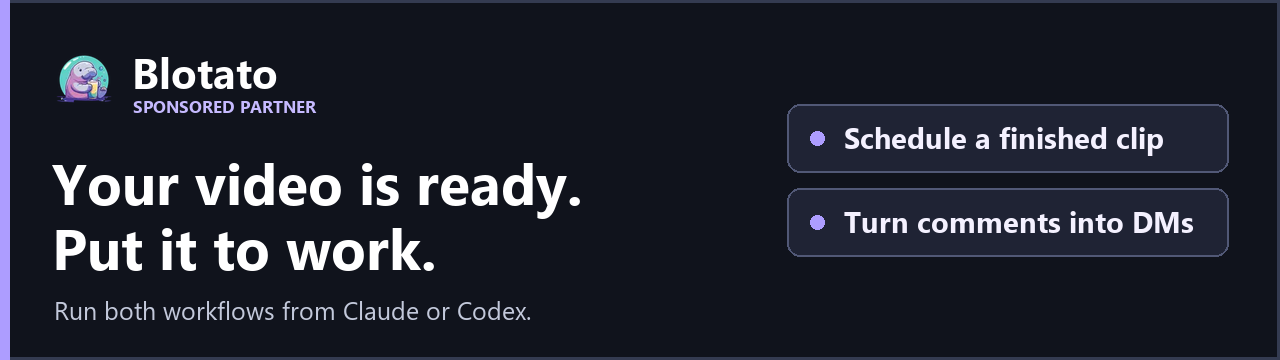 Blotato
SPONSORED PARTNER
Your video is ready.
Put it to work.
Run both workflows from Claude or Codex.
Schedule a finished clip
Turn comments into DMs